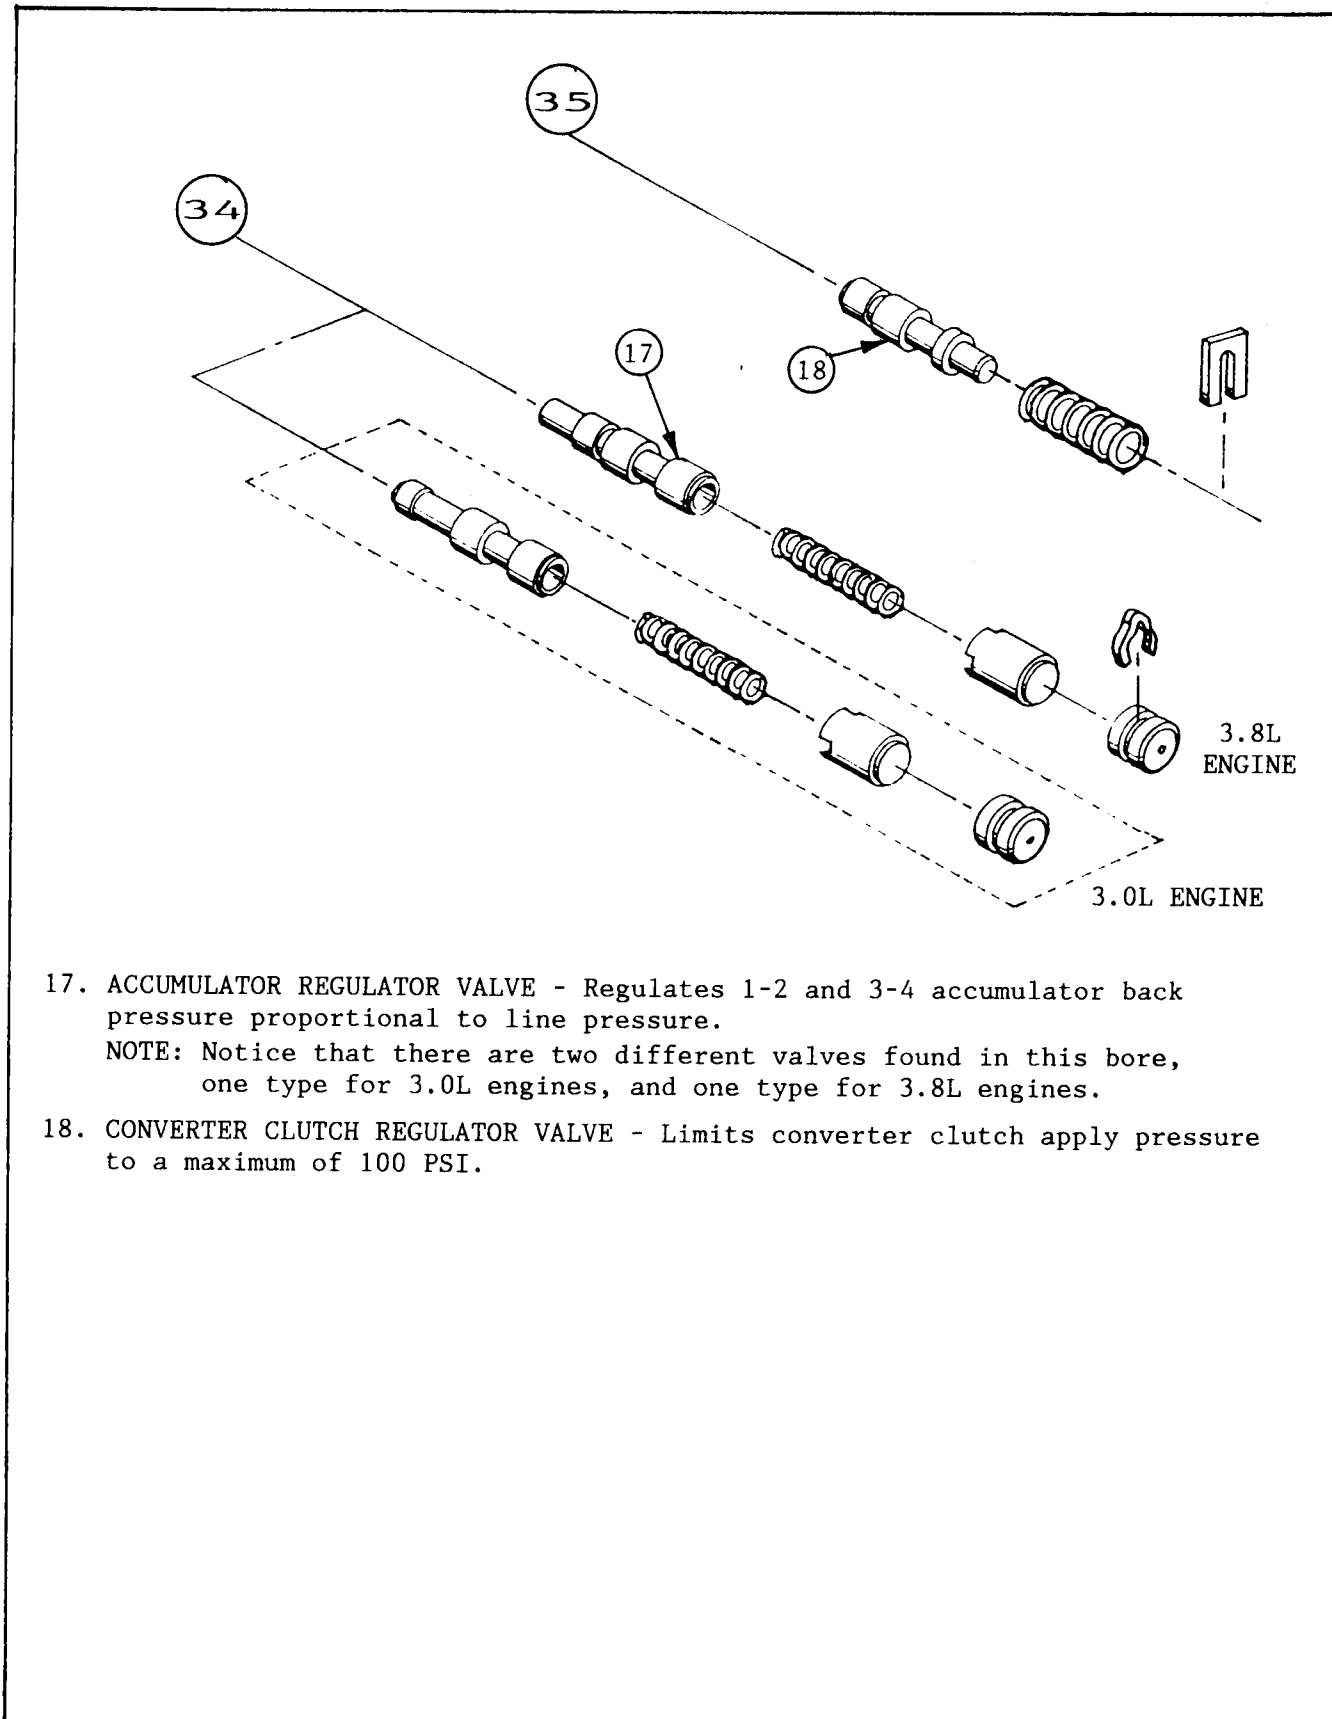 35
34
17
18
3.8L
ENGINE
3.0L ENGINE
17. ACCUMULATOR REGULATOR VALVE - Regulates 1-2 and 3-4 accumulator back
pressure proportional to line pressure.
NOTE: Notice that there are two different valves found in this bore,
one type for 3.0L engines, and one type for 3.8L engines.
18. CONVERTER CLUTCH REGULATOR VALVE - Limits converter clutch apply pressure
to a maximum of 100 PSI.